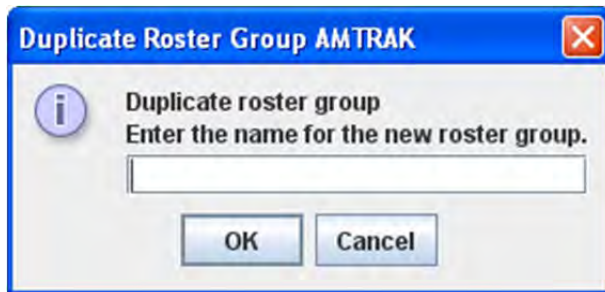 Duplicate Roster Group AMTRAK
i
Duplicate roster group
Enter the name for the new roster group.
OK Cancel